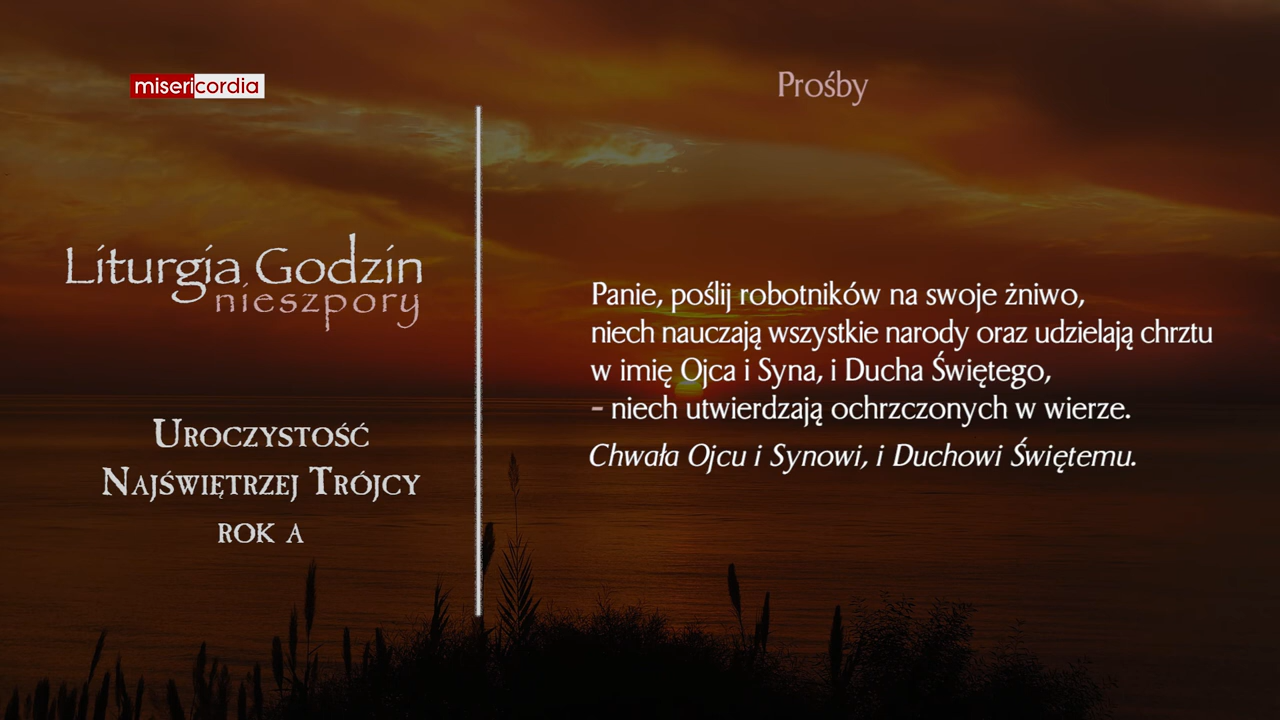 misericordia
Liturgia Godzin
nieszpory
Uroczystość
Najświętrzej Trójcy
rok a
Prośby
Panie, poślij robotników na swoje żniwo,
niech nauczają wszystkie narody oraz udzielają chrztu
w imię Ojca i Syna, i Ducha Świętego,
– niech utwierdzają ochrzczonych w wierze.
Chwała Ojcu i Synowi, i Duchowi Świętemu.